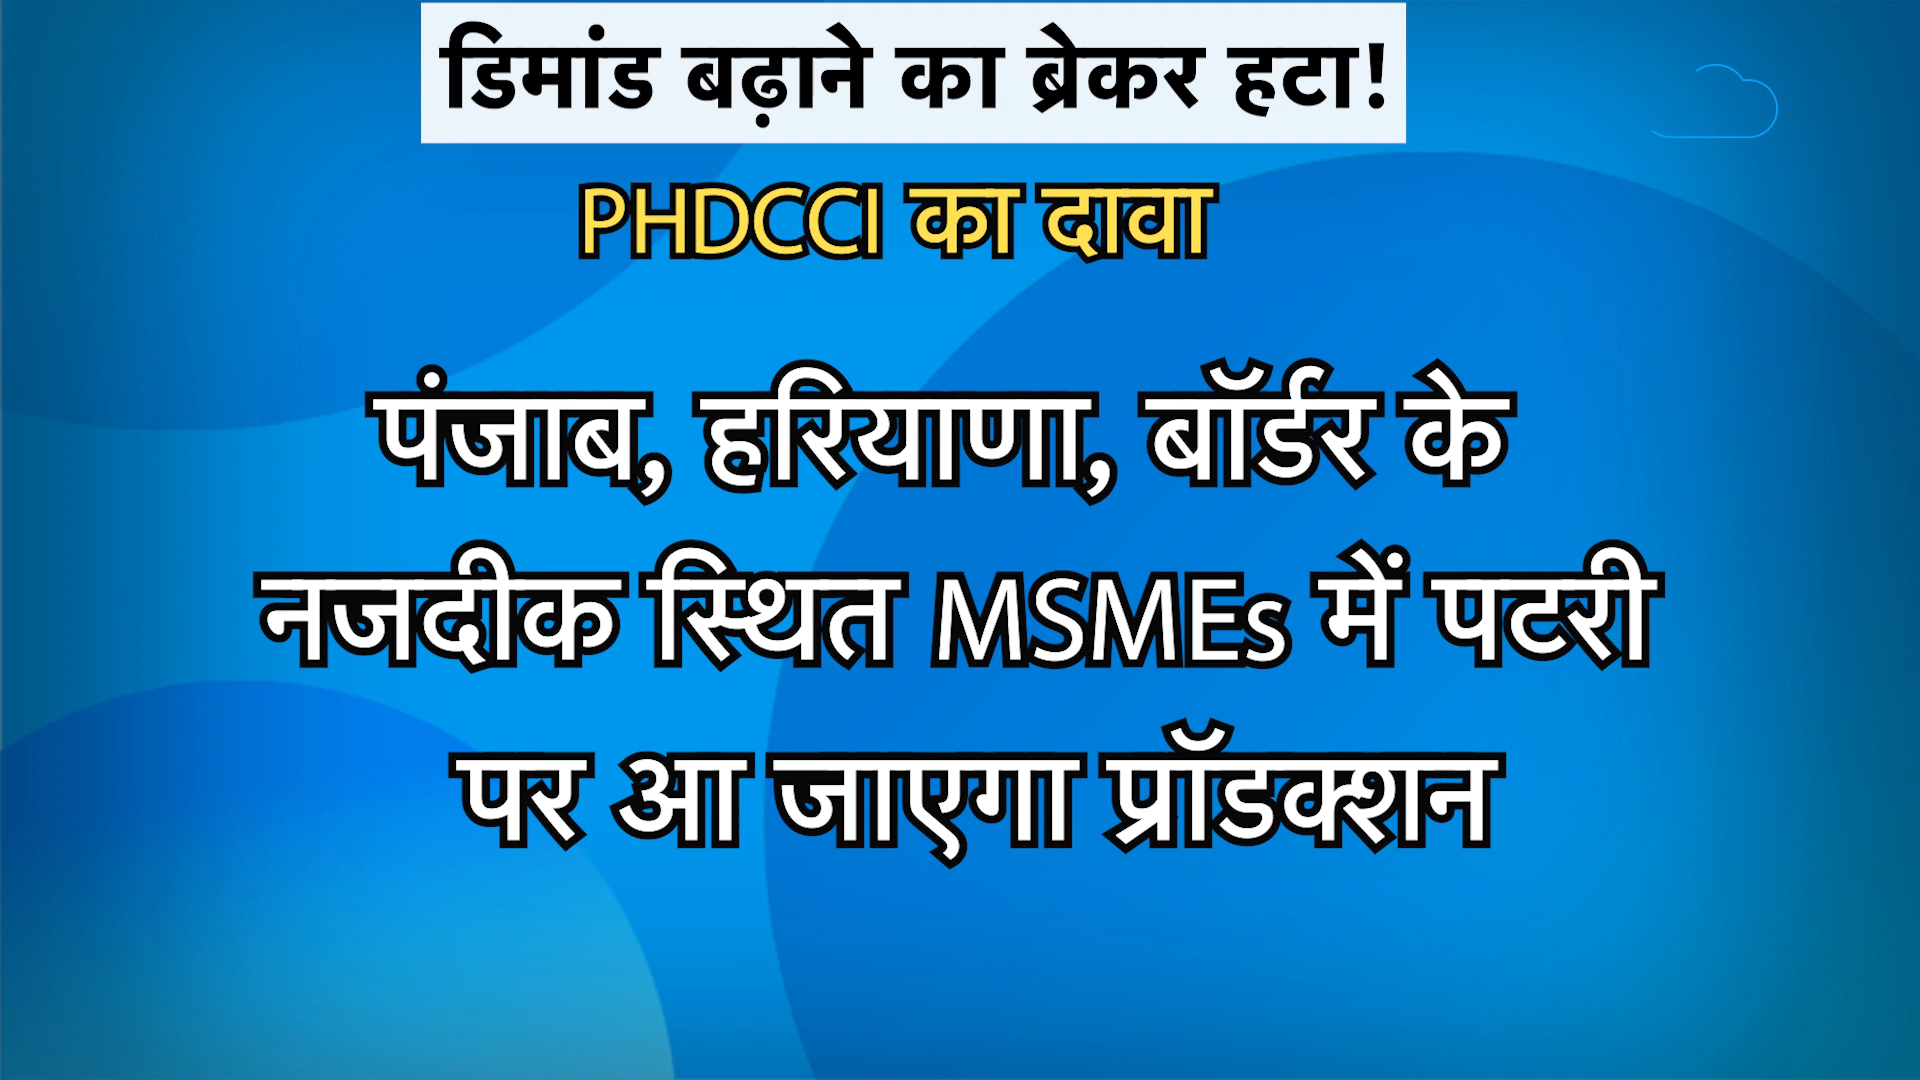 डिमांड बढ़ाने का ब्रेकर हटा!
PHDCCI का दावा
पंजाब, हरियाणा, बॉर्डर के
नजदीक स्थित MSMEs में पटरी
पर आ जाएगा प्रॉडक्शन